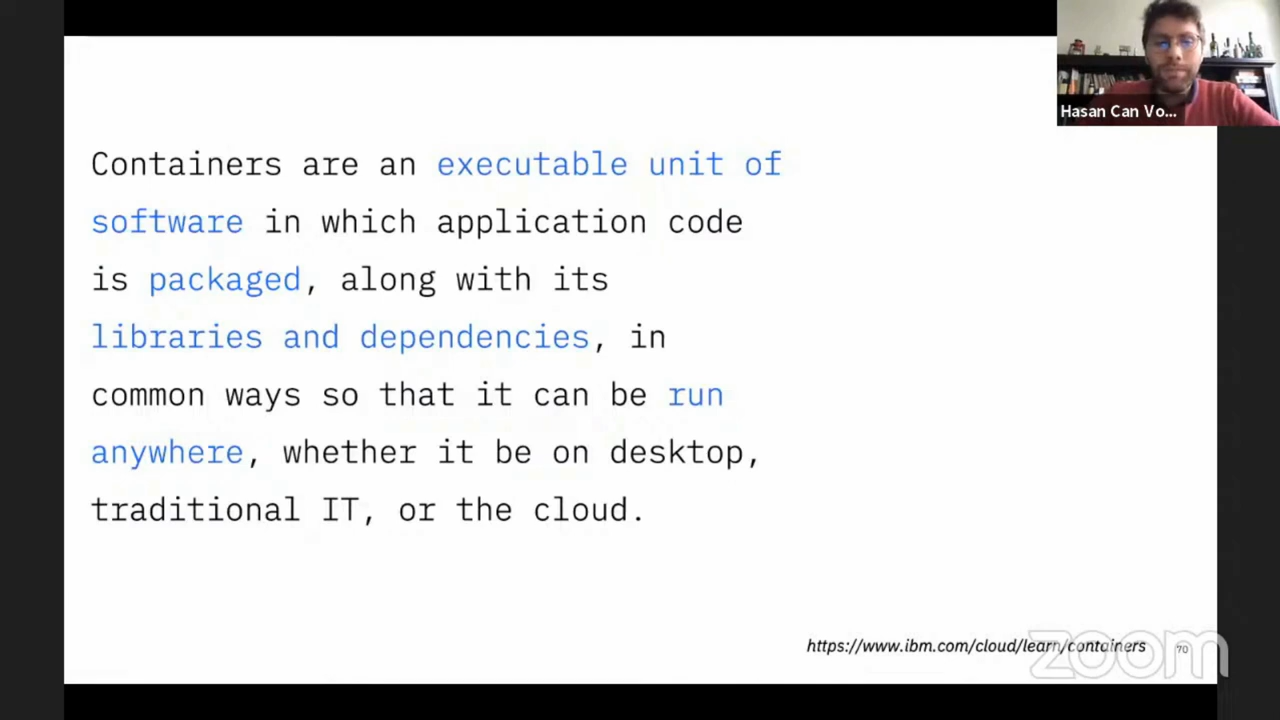 Hasan Can Vo...
Containers are an executable unit of
software in which application code
is packaged, along with its
libraries and dependencies, in
common ways so that it can be run
anywhere, whether it be on desktop,
traditional IT, or the cloud.
https://www.ibm.com/cloud/learn/containers
70
zoom